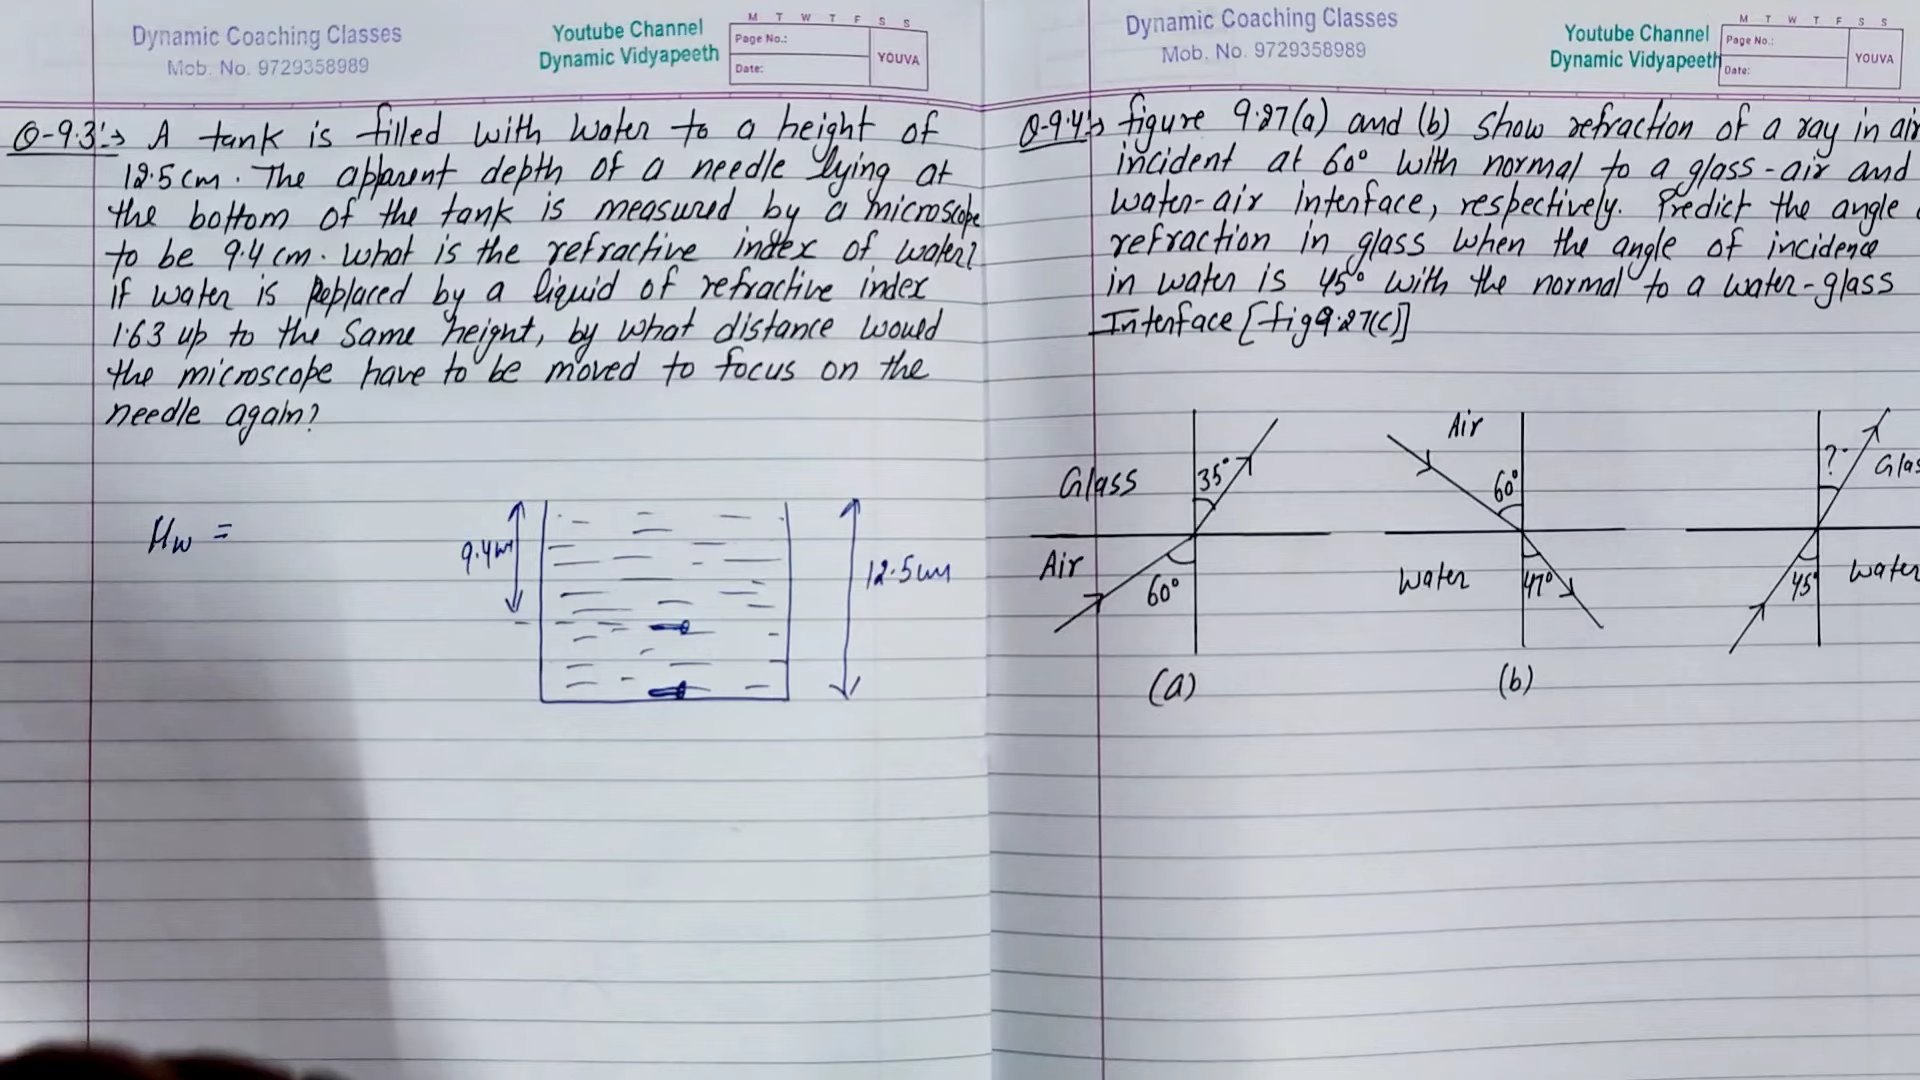 Dynamic Coaching Classes
Mob. No. 9729358989
Youtube Channel
Dynamic Vidyapeeth
M T W T F S S
Page No.:
Date:
YOUVA
Q-9.3:→ A tank is filled with water to a height of
12.5cm. The apparent depth of a needle lying at
the bottom of the tank is measured by a microscope
to be 9.4 cm. What is the refractive index of water?
If water is Replaced by a liquid of refractive index
1.63 up to the same height, by what distance would
the microscope have to be moved to focus on the
needle again?
μw =
9.4cm
12.5cm
Dynamic Coaching Classes
Mob. No. 9729358989
Youtube Channel
Dynamic Vidyapeeth
M T W T F S S
Page No.:
Date:
YOUVA
Q-9.4:→ figure 9.27(a) and (b) show refraction of a ray in air
incident at 60° with normal to a glass-air and
water-air interface, respectively. Predict the angle
refraction in glass when the angle of incidence
in water is 45° with the normal to a water-glass
Interface [fig 9.27(c)]
Glass 35°
Air 60°
(a)
Air 60°
Water 47°
(b)
? Glas
45° Water